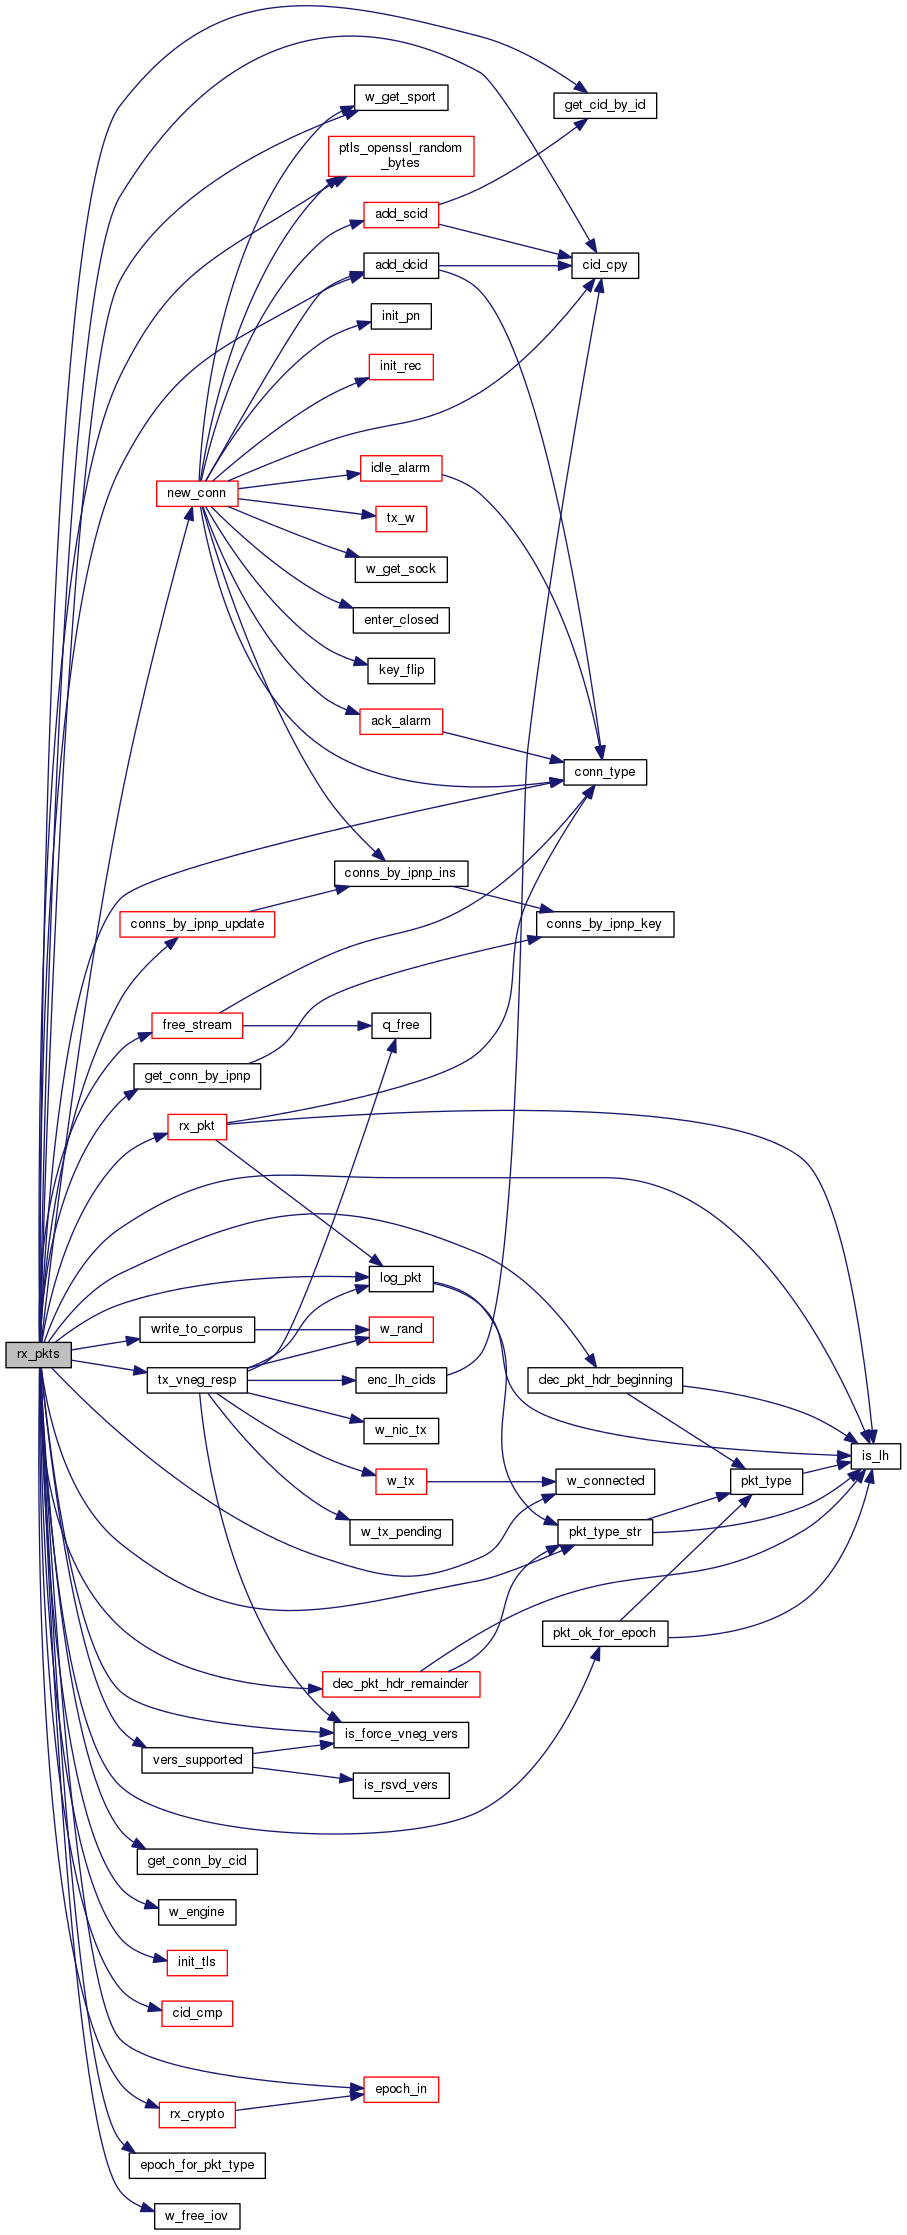 w_get_sport
get_cid_by_id
ptls_openssl_random
_bytes
add_scid
add_dcid
cid_cpy
init_pn
init_rec
idle_alarm
new_conn
tx_w
w_get_sock
enter_closed
key_flip
ack_alarm
conn_type
conns_by_ipnp_ins
conns_by_ipnp_update
conns_by_ipnp_key
free_stream
q_free
get_conn_by_ipnp
rx_pkt
log_pkt
write_to_corpus
w_rand
rx_pkts
tx_vneg_resp
enc_lh_cids
dec_pkt_hdr_beginning
w_nic_tx
is_lh
w_tx
w_connected
pkt_type
w_tx_pending
pkt_type_str
pkt_ok_for_epoch
dec_pkt_hdr_remainder
is_force_vneg_vers
vers_supported
is_rsvd_vers
get_conn_by_cid
w_engine
init_tls
cid_cmp
epoch_in
rx_crypto
epoch_for_pkt_type
w_free_iov